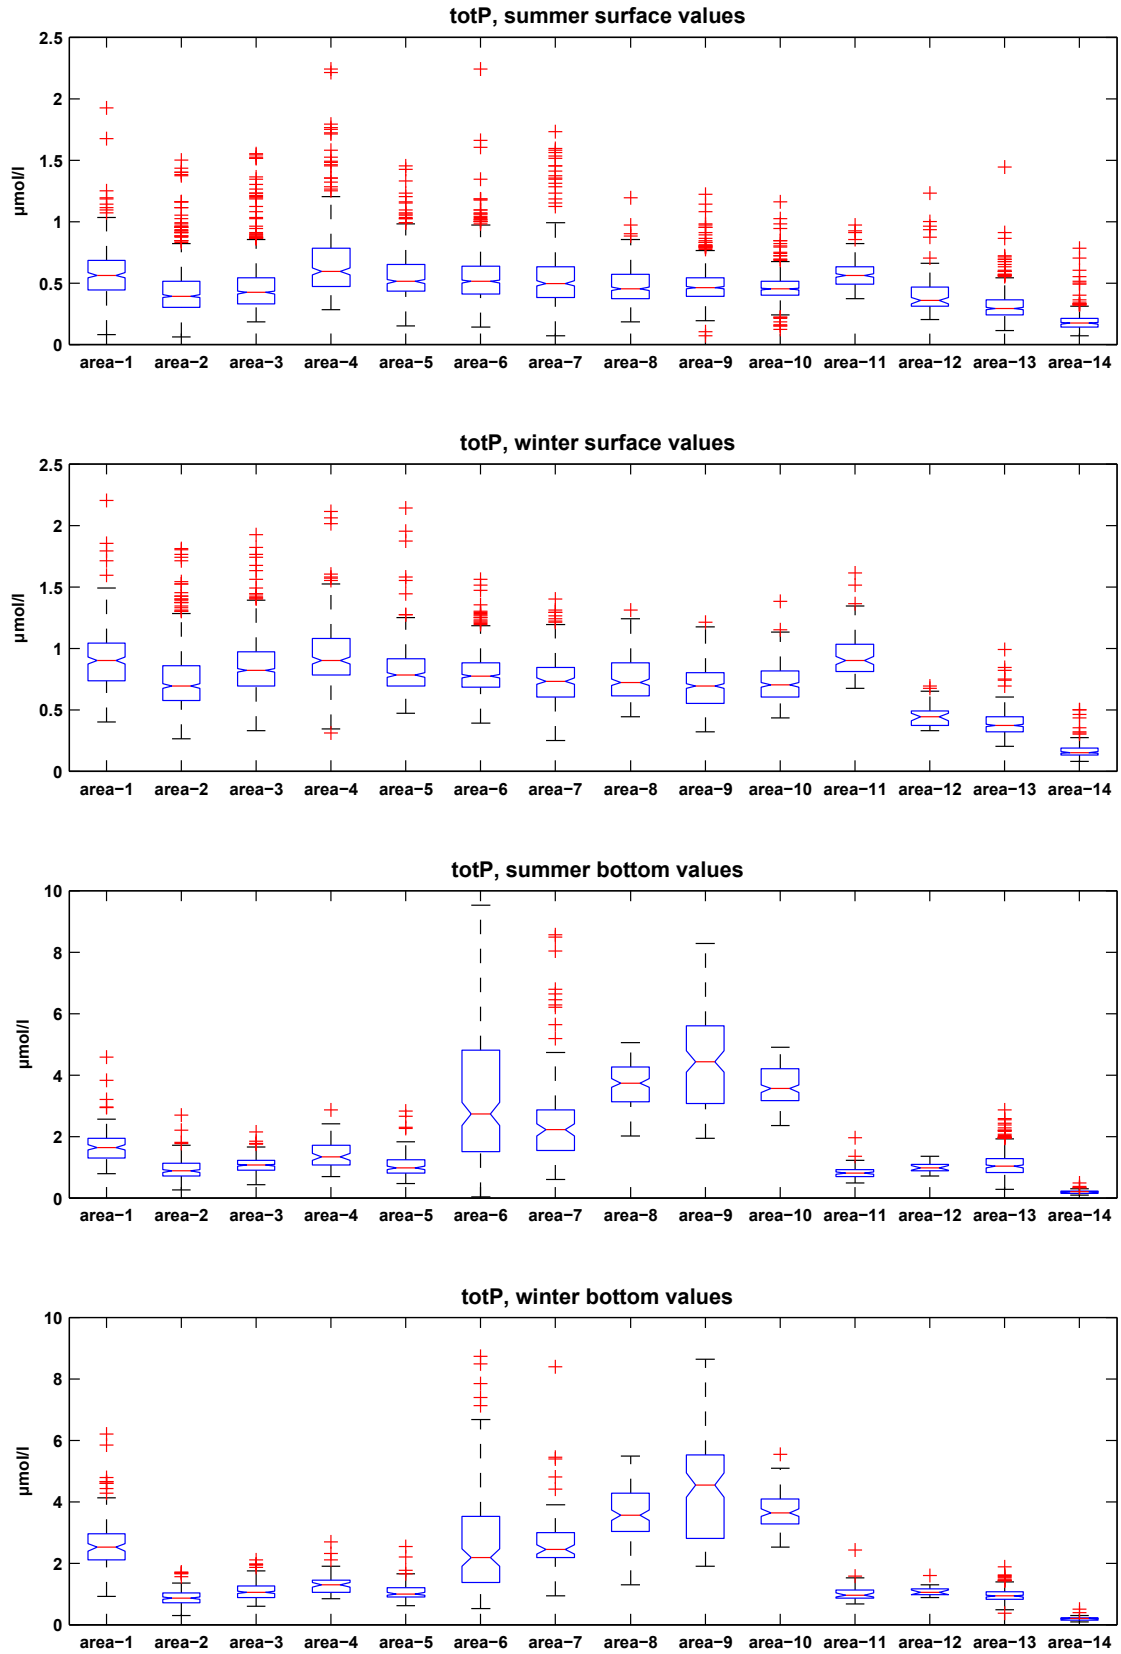 totP, summer surface values
2.5
2
1.5
1
0.5
0
µmol/l
area−1 area−2 area−3 area−4 area−5 area−6 area−7 area−8 area−9 area−10 area−11 area−12 area−13 area−14
totP, winter surface values
2.5
2
1.5
1
0.5
0
µmol/l
area−1 area−2 area−3 area−4 area−5 area−6 area−7 area−8 area−9 area−10 area−11 area−12 area−13 area−14
totP, summer bottom values
10
8
6
4
2
0
µmol/l
area−1 area−2 area−3 area−4 area−5 area−6 area−7 area−8 area−9 area−10 area−11 area−12 area−13 area−14
totP, winter bottom values
10
8
6
4
2
0
µmol/l
area−1 area−2 area−3 area−4 area−5 area−6 area−7 area−8 area−9 area−10 area−11 area−12 area−13 area−14